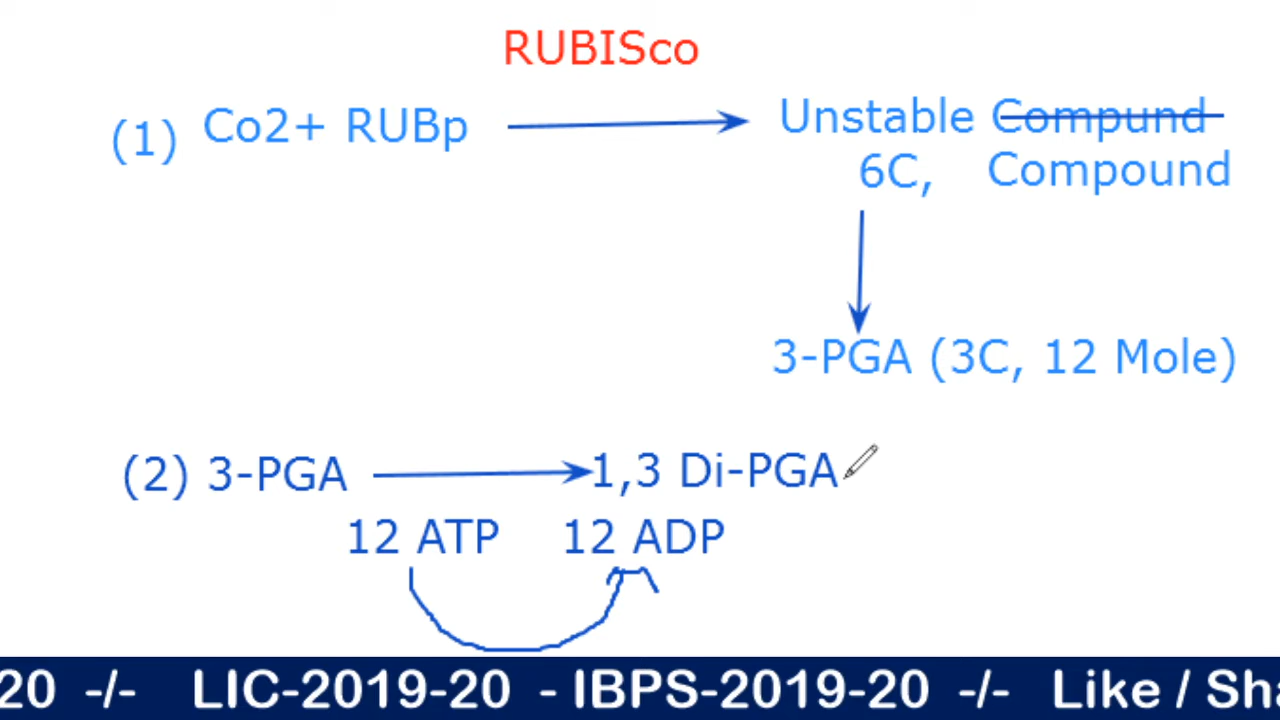 RUBISco
(1) Co2+ RUBp Unstable Compund
6C, Compound
3-PGA (3C, 12 Mole)
(2) 3-PGA 1,3 Di-PGA
12 ATP 12 ADP
20 -/- LIC-2019-20 - IBPS-2019-20 -/- Like / Sha